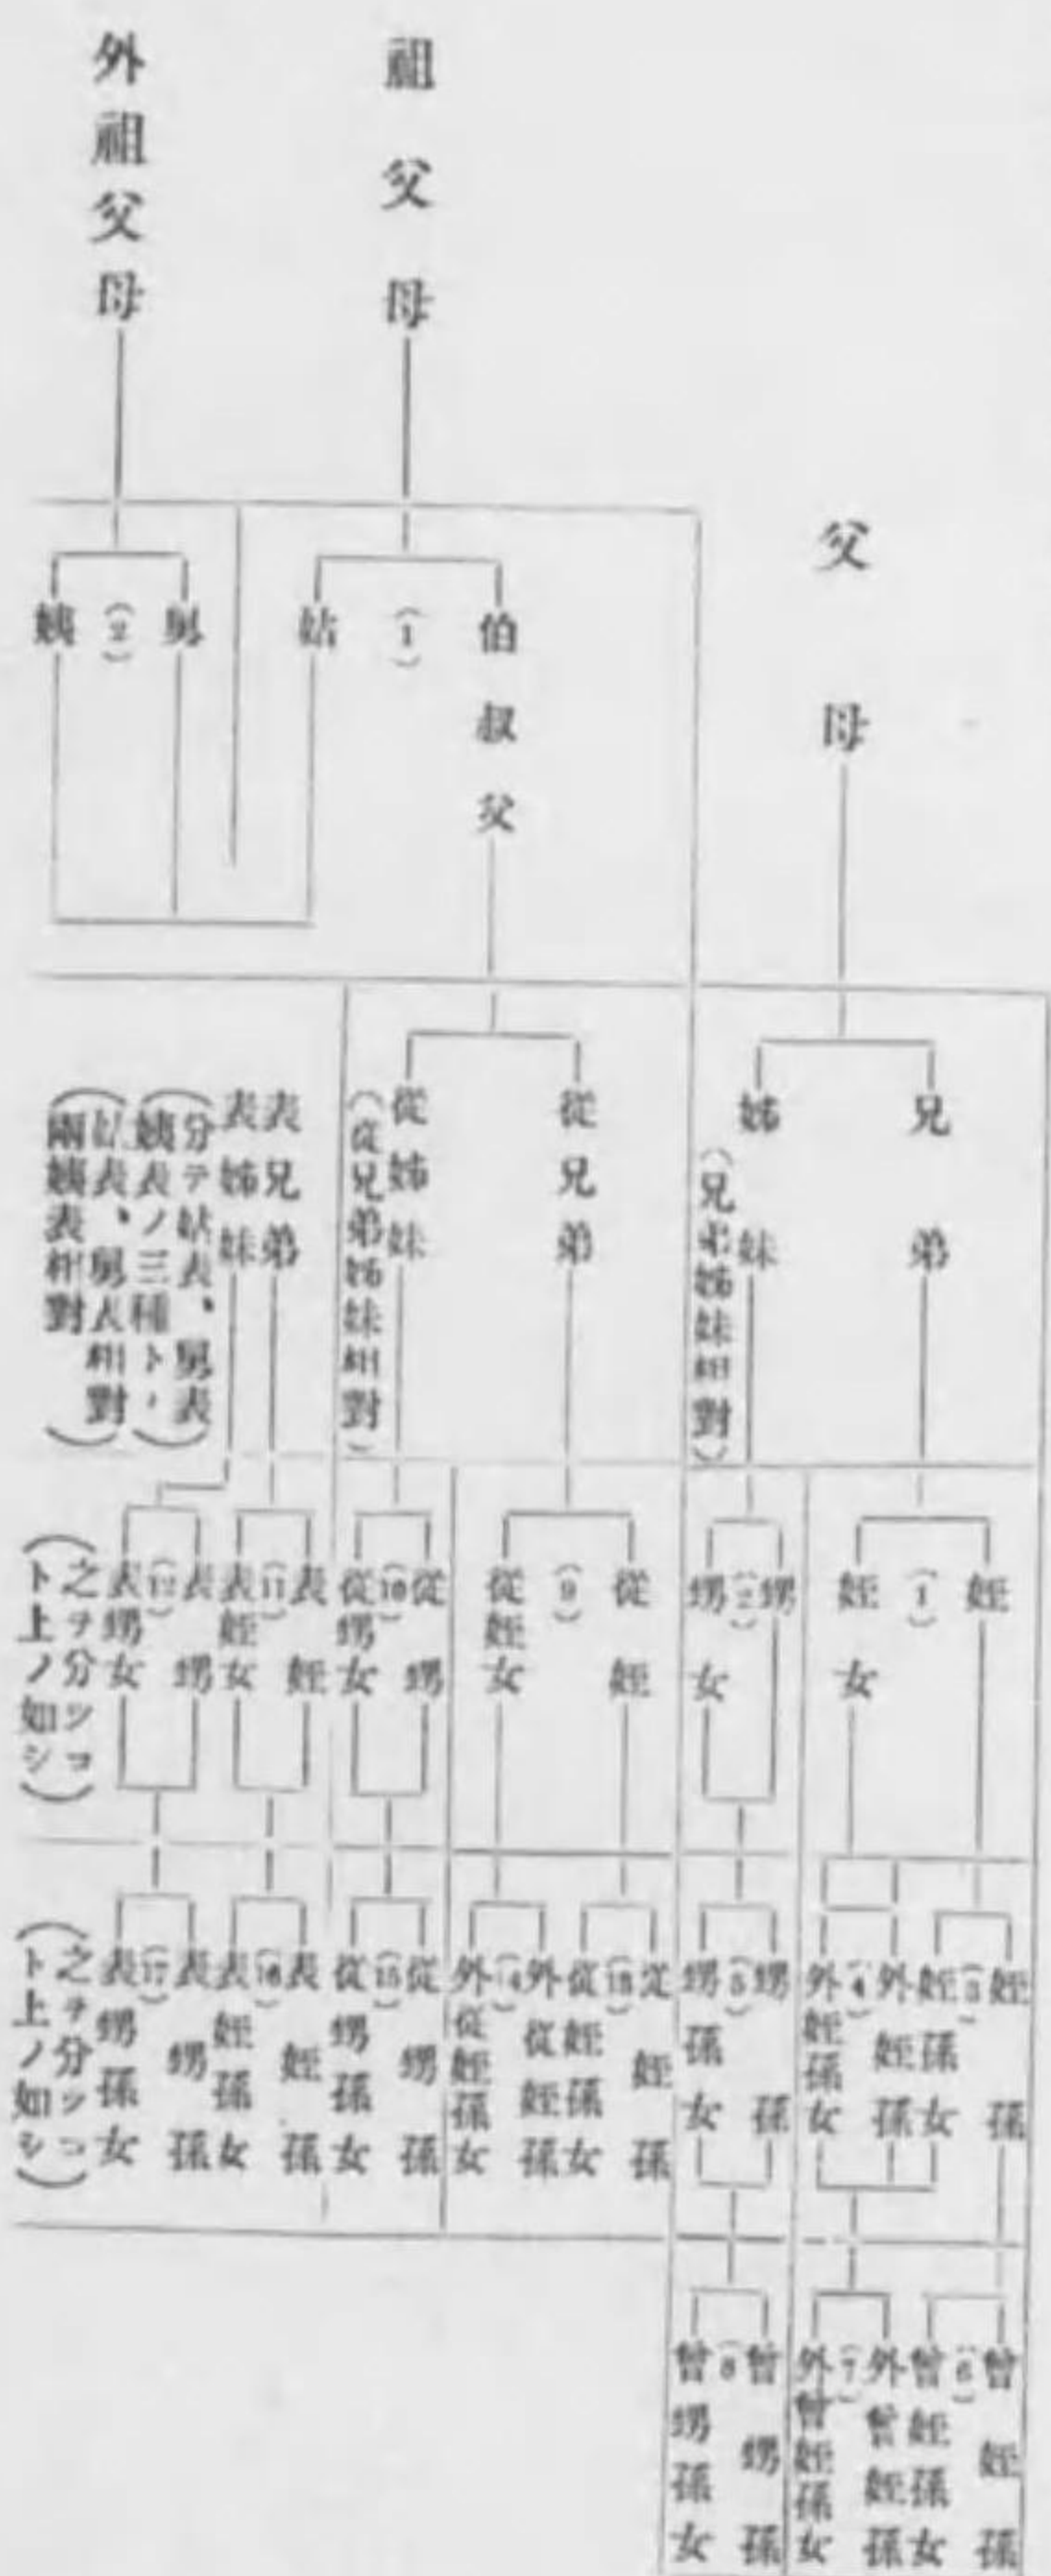 父母
祖父母
外祖父母
伯叔父
(1)
姑
舅
(2)
姨
兄弟
姉妹
(兄弟姉妹相對)
從兄弟
從姉妹
(從兄弟姉妹相對)
表兄弟
表姉妹
(分テ姑表、舅表
姨表ノ三種ト)
(姑表、舅表相對
兩姨表相對)
姪
(1)
姪女
甥
(2)
甥女
從姪
(9)
從姪女
從甥
(10)
從甥女
表姪
(11)
表姪女
表甥
(12)
表甥女
(之ヲ分ツコ
ト上ノ如シ)
姪孫
(3)
姪孫女
外姪孫
(4)
外姪孫女
甥孫
(5)
甥孫女
從姪孫
(13)
從姪孫女
外從姪孫
(14)
外從姪孫女
從甥孫
(15)
從甥孫女
表姪孫
(16)
表姪孫女
表甥孫
(17)
表甥孫女
(之ヲ分ツコ
ト上ノ如シ)
曾姪孫
(6)
曾姪孫女
外曾姪孫
(7)
外曾姪孫女
曾甥孫
(8
曾甥孫女